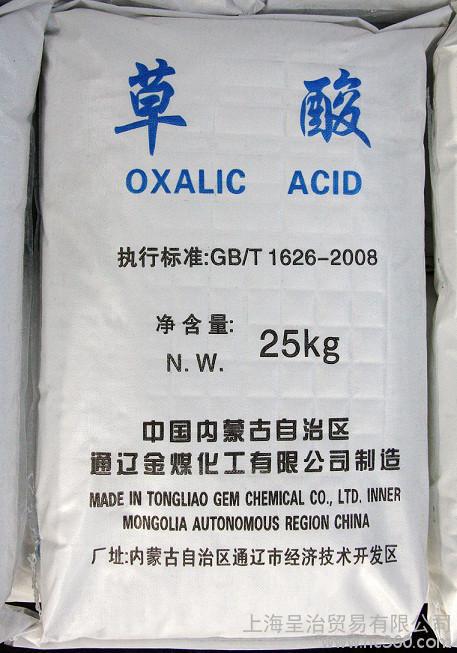 草 酸
OXALIC ACID
执行标准:GB/T 1626-2008
净含量: 25kg
N.W.
中国内蒙古自治区
通辽金煤化工有限公司制造
MADE IN TONGLIAO GEM CHEMICAL CO., LTD. INNER
MONGOLIA AUTONOMOUS REGION CHINA
厂址:内蒙古自治区通辽市经济技术开发区
上海呈治贸易有限公司